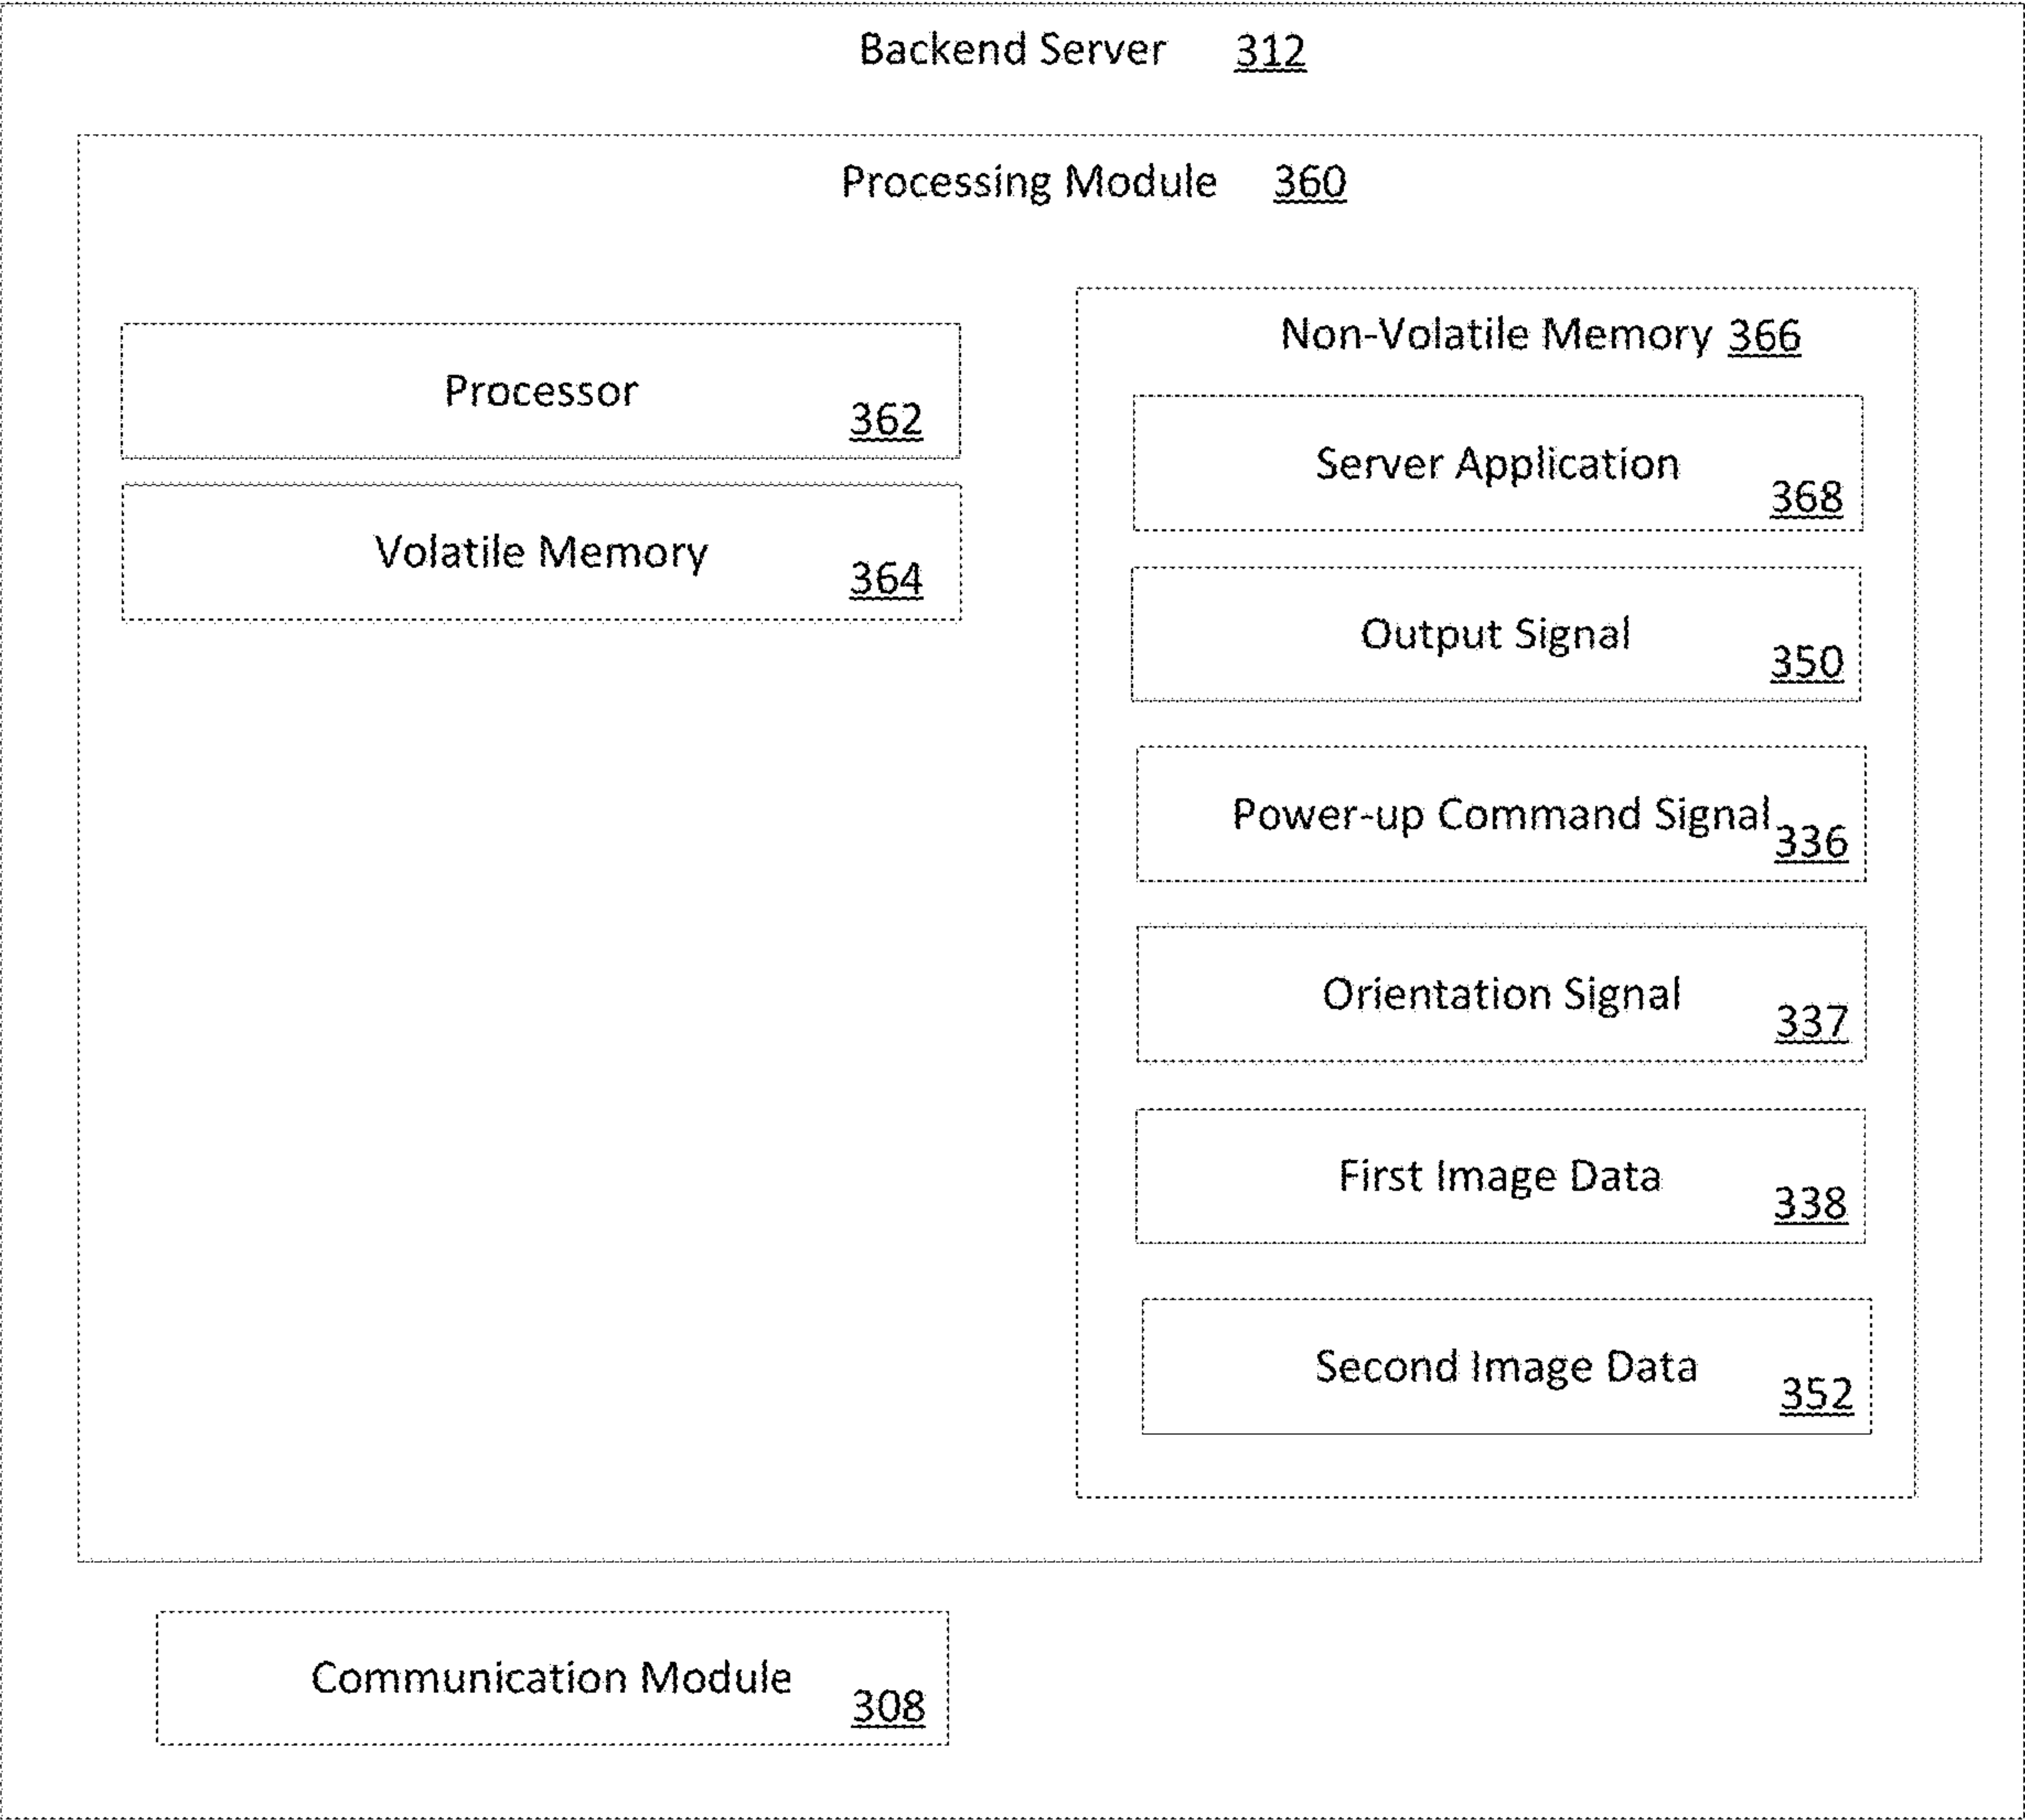 Backend Server 312
Processing Module 360
Processor 362
Volatile Memory 364
Non-Volatile Memory 366
Server Application 368
Output Signal 350
Power-up Command Signal 336
Orientation Signal 337
First Image Data 338
Second Image Data 352
Communication Module 308